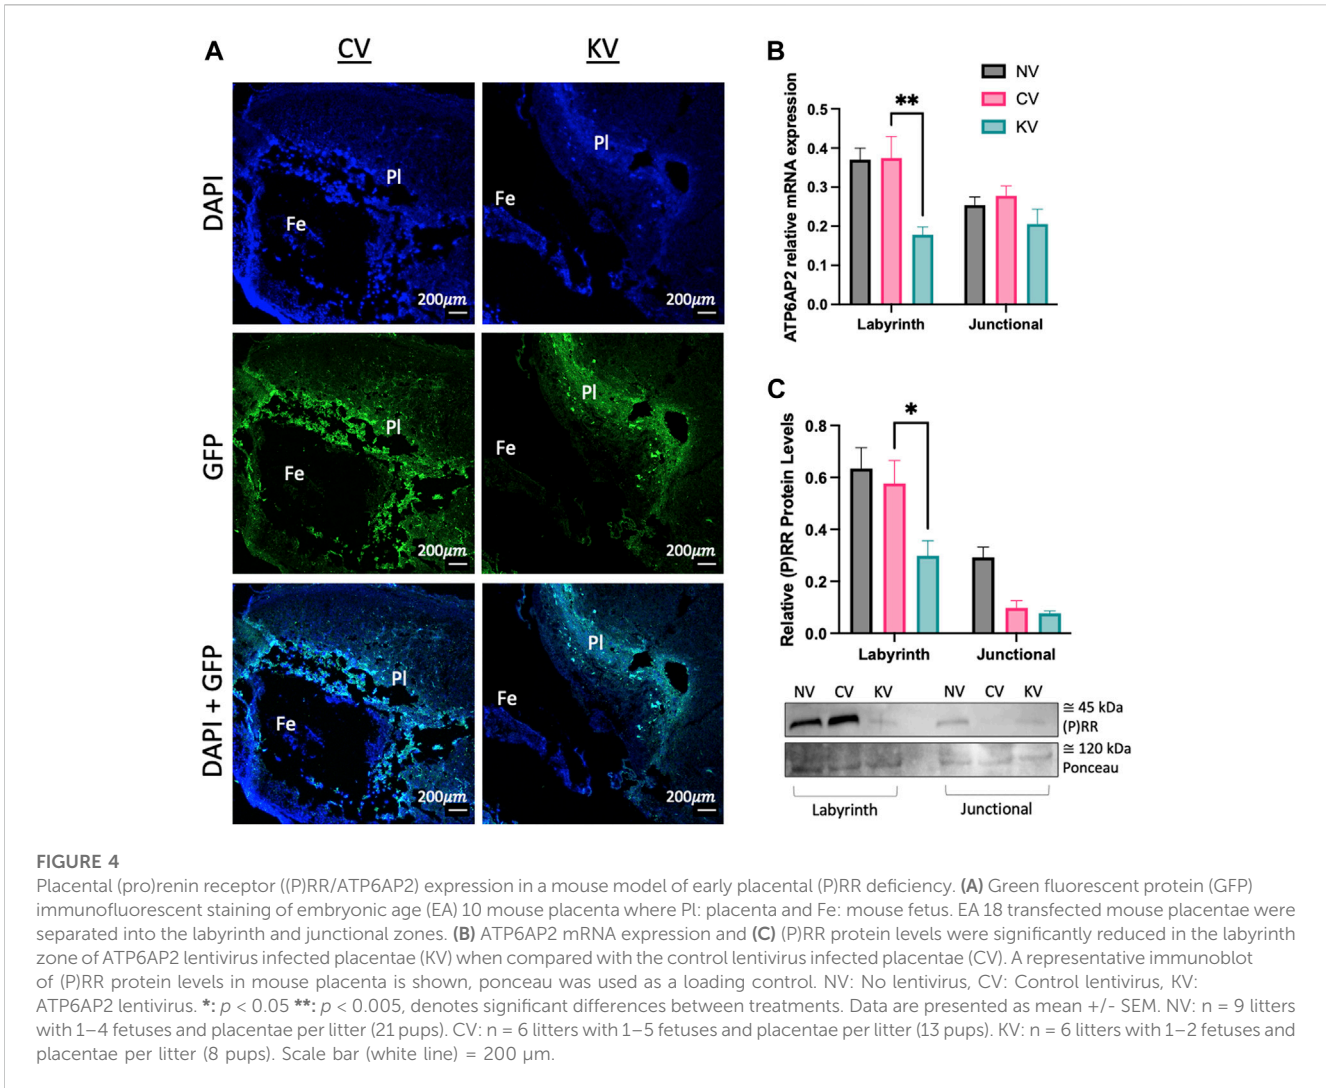 A
CV
KV
DAPI
Pl
Fe
200μm
Pl
Fe
200μm
GFP
Pl
Fe
200μm
Pl
Fe
200μm
DAPI + GFP
Pl
Fe
200μm
Pl
Fe
200μm
B
NV
CV
KV
ATP6AP2 relative mRNA expression
0.5
0.4
0.3
0.2
0.1
0.0
**
Labyrinth
Junctional
C
Relative (P)RR Protein Levels
0.8
0.6
0.4
0.2
0.0
*
Labyrinth
Junctional
NV CV KV NV CV KV
≅ 45 kDa
(P)RR
≅ 120 kDa
Ponceau
Labyrinth
Junctional
FIGURE 4
Placental (pro)renin receptor ((P)RR/ATP6AP2) expression in a mouse model of early placental (P)RR deficiency. (A) Green fluorescent protein (GFP)
immunofluorescent staining of embryonic age (EA) 10 mouse placenta where Pl: placenta and Fe: mouse fetus. EA 18 transfected mouse placentae were
separated into the labyrinth and junctional zones. (B) ATP6AP2 mRNA expression and (C) (P)RR protein levels were significantly reduced in the labyrinth
zone of ATP6AP2 lentivirus infected placentae (KV) when compared with the control lentivirus infected placentae (CV). A representative immunoblot
of (P)RR protein levels in mouse placenta is shown, ponceau was used as a loading control. NV: No lentivirus, CV: Control lentivirus, KV:
ATP6AP2 lentivirus. *: p < 0.05 **: p < 0.005, denotes significant differences between treatments. Data are presented as mean +/- SEM. NV: n = 9 litters
with 1–4 fetuses and placentae per litter (21 pups). CV: n = 6 litters with 1–5 fetuses and placentae per litter (13 pups). KV: n = 6 litters with 1–2 fetuses and
placentae per litter (8 pups). Scale bar (white line) = 200 μm.